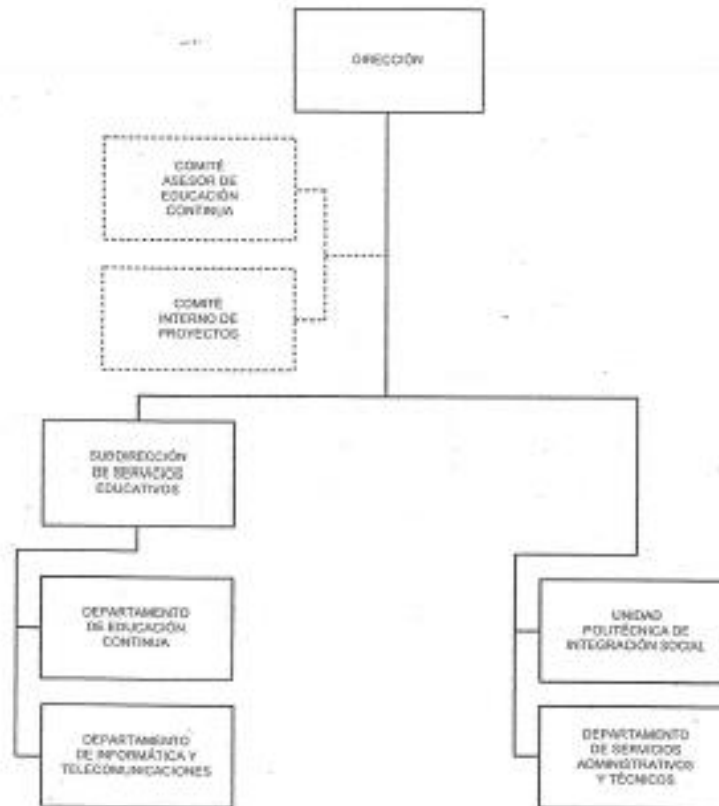 DIRECCIÓN
COMITÉ
ASESOR DE
EDUCACIÓN
CONTINUA
COMITÉ
INTERNO DE
PROYECTOS
SUBDIRECCIÓN
DE SERVICIOS
EDUCATIVOS
DEPARTAMENTO
DE EDUCACIÓN
CONTINUA
DEPARTAMENTO
DE INFORMÁTICA Y
TELECOMUNICACIONES
UNIDAD
POLITÉCNICA DE
INTEGRACIÓN SOCIAL
DEPARTAMENTO
DE SERVICIOS
ADMINISTRATIVOS
Y TÉCNICOS